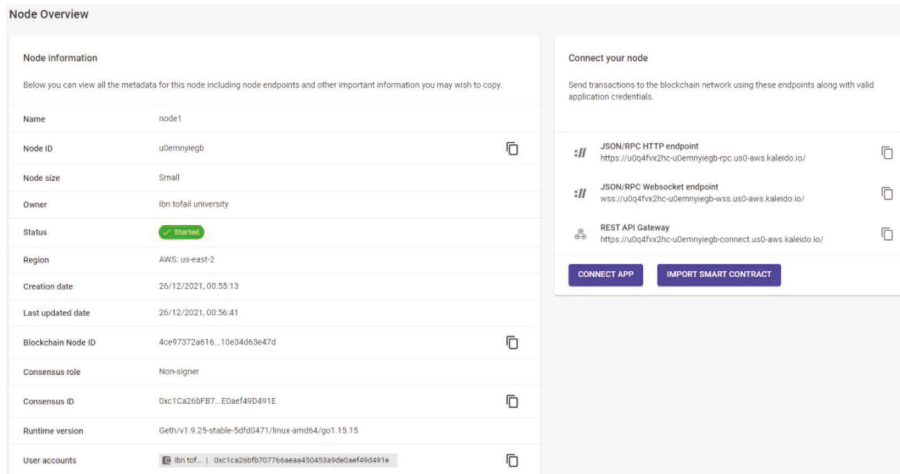 Node Overview
Node information
Below you can view all the metadata for this node including node endpoints and other important information you may wish to copy.
Name node1
Node ID u0emnyiegb
Node size Small
Owner Ibn tofail university
Status Started
Region AWS: us-east-2
Creation date 26/12/2021, 00:55:13
Last updated date 26/12/2021, 00:56:41
Blockchain Node ID 4ce97372a616...10e34d63e47d
Consensus role Non-signer
Consensus ID 0xc1Ca26bFB7...E0aef49D491E
Runtime version Geth/v1.9.25-stable-5dfd0471/linux-amd64/go1.15.15
User accounts Ibn tof... | 0xc1ca26bfb707766aeaa450453a9de0aef49d491e
Connect your node
Send transactions to the blockchain network using these endpoints along with valid
application credentials.
JSON/RPC HTTP endpoint
https://u0q4fvx2hc-u0emnyiegb-rpc.us0-aws.kaleido.io/
JSON/RPC Websocket endpoint
wss://u0q4fvx2hc-u0emnyiegb-wss.us0-aws.kaleido.io/
REST API Gateway
https://u0q4fvx2hc-u0emnyiegb-connect.us0-aws.kaleido.io/
CONNECT APP IMPORT SMART CONTRACT